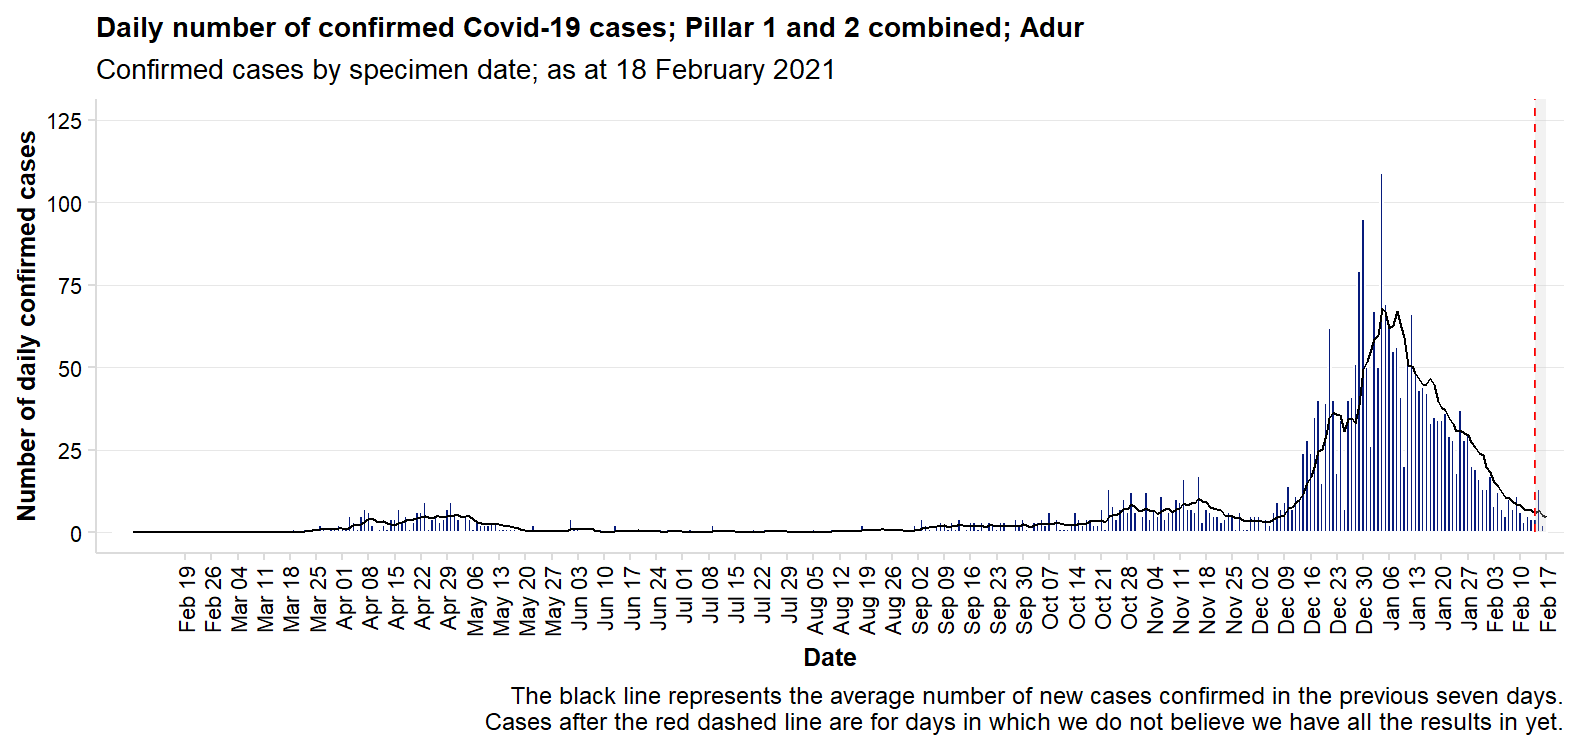 Daily number of confirmed Covid-19 cases; Pillar 1 and 2 combined; Adur
Confirmed cases by specimen date; as at 18 February 2021
Number of daily confirmed cases
125
100
75
50
25
0
Feb 19
Feb 26
Mar 04
Mar 11
Mar 18
Mar 25
Apr 01
Apr 08
Apr 15
Apr 22
Apr 29
May 06
May 13
May 20
May 27
Jun 03
Jun 10
Jun 17
Jun 24
Jul 01
Jul 08
Jul 15
Jul 22
Jul 29
Aug 05
Aug 12
Aug 19
Aug 26
Sep 02
Sep 09
Sep 16
Sep 23
Sep 30
Oct 07
Oct 14
Oct 21
Oct 28
Nov 04
Nov 11
Nov 18
Nov 25
Dec 02
Dec 09
Dec 16
Dec 23
Dec 30
Jan 06
Jan 13
Jan 20
Jan 27
Feb 03
Feb 10
Feb 17
Date
The black line represents the average number of new cases confirmed in the previous seven days.
Cases after the red dashed line are for days in which we do not believe we have all the results in yet.